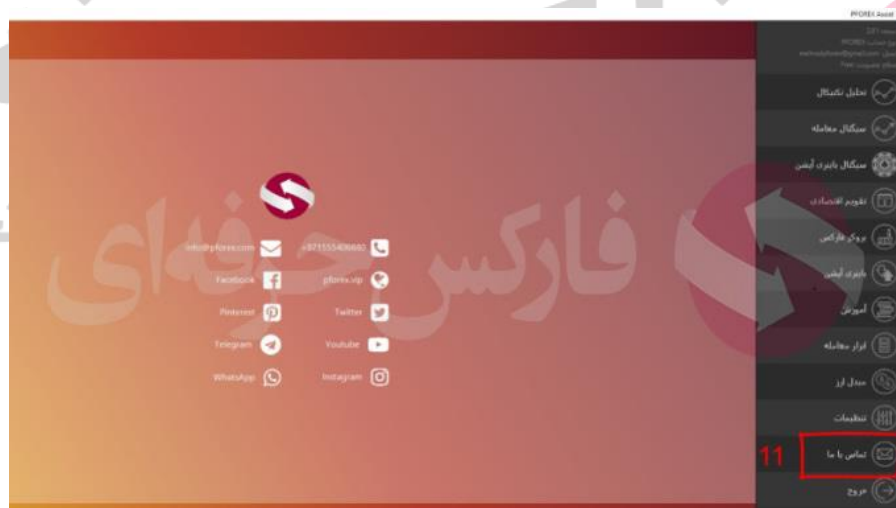 PFOREX Assist
تحلیل تکنیکال
سیگنال معامله
سیگنال باینری آپشن
تقویم اقتصادی
بروکر فارکس
باینری آپشن
آموزش
ابزار معامله
مبدل ارز
تنظیمات
تماس با ما
خروج
11
فارکس حرفه‌ای
+971555406680
info@pforex.com
pforex.vip
Facebook
Twitter
Pinterest
Youtube
Telegram
Instagram
WhatsApp